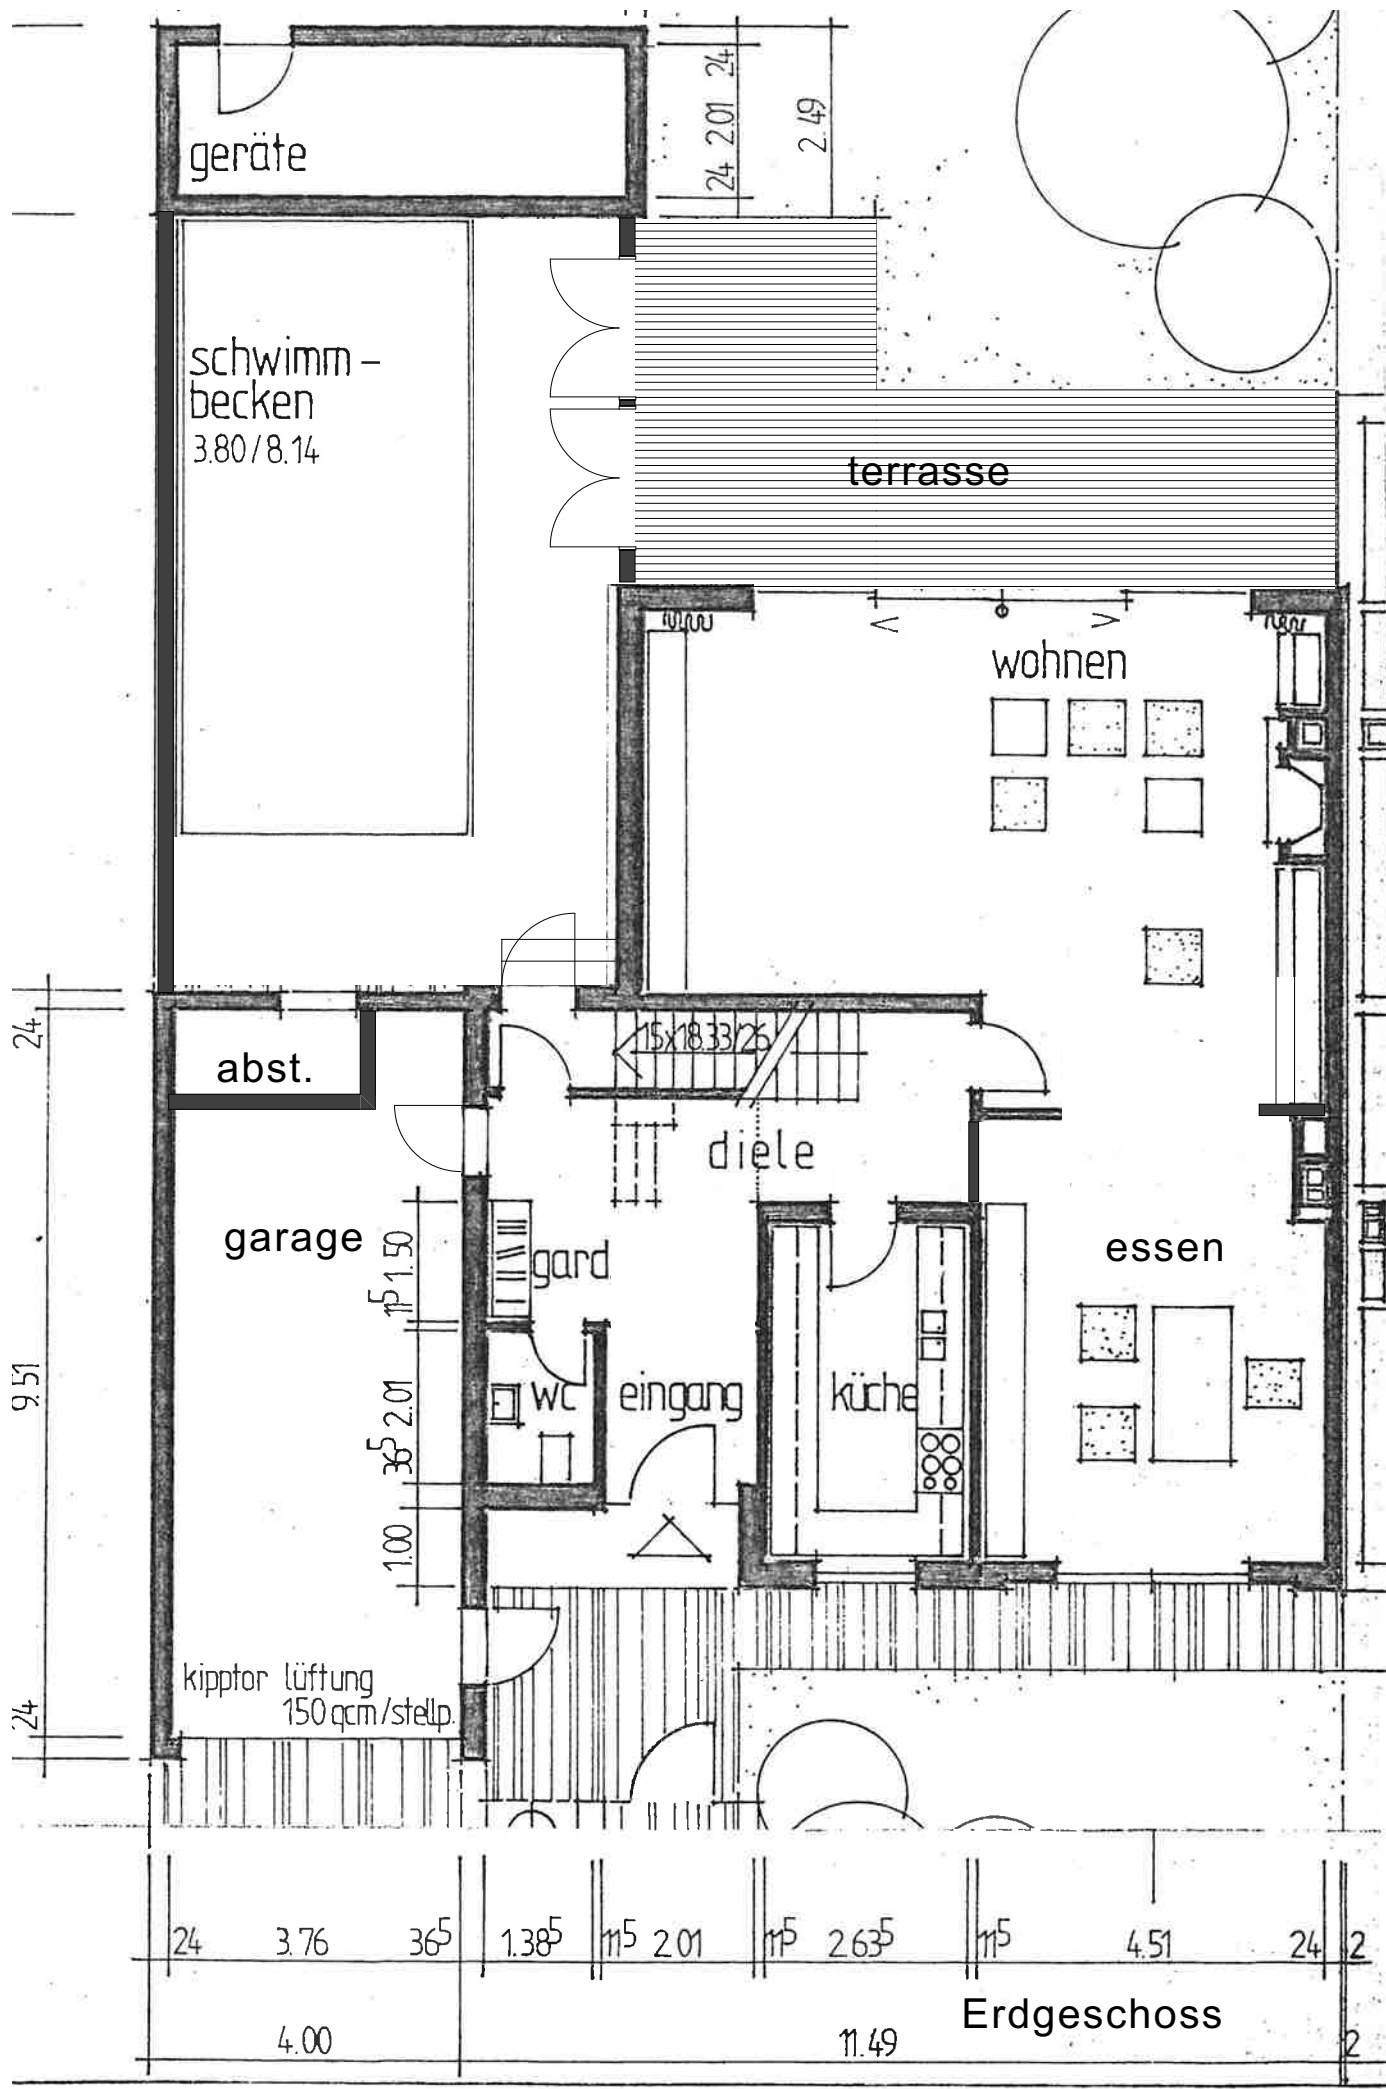 24
2.01
24
2.49
geräte
schwimm-
becken
3.80/8.14
terrasse
wohnen
15x18.33/26
abst.
diele
garage
gard
essen
wc
eingang
küche
24
9.51
24
11⁵ 1.50
36⁵ 2.01
1.00
kipptor lüftung
150 qcm/stellp.
24 3.76 36⁵ 1.38⁵ 11⁵ 2.01 11⁵ 2.63⁵ 11⁵ 4.51 24 2
Erdgeschoss
4.00 11.49 2